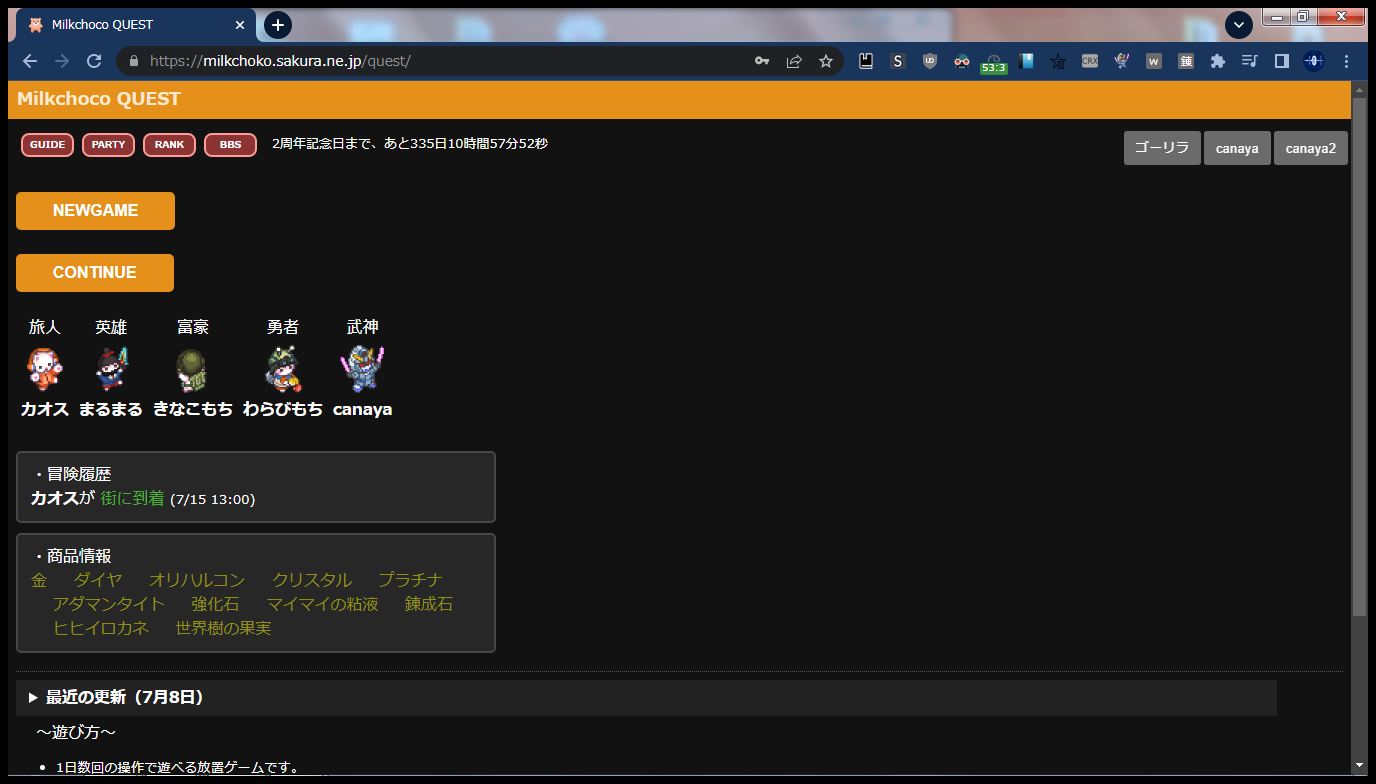 Milkchoco QUEST
https://milkchoko.sakura.ne.jp/quest/
S
UD
53:3
CRX
W
錬
Milkchoco QUEST
GUIDE PARTY RANK BBS 2周年記念日まで、あと335日10時間57分52秒 ゴーリラ canaya canaya2
NEWGAME
CONTINUE
旅人 英雄 富豪 勇者 武神
カオス まるまる きなこもち わらびもち canaya
・冒険履歴
カオスが 街に到着 (7/15 13:00)
・商品情報
金 ダイヤ オリハルコン クリスタル プラチナ
アダマンタイト 強化石 マイマイの粘液 錬成石
ヒヒイロカネ 世界樹の果実
▶ 最近の更新（7月8日）
～遊び方～
• 1日数回の操作で遊べる放置ゲームです。